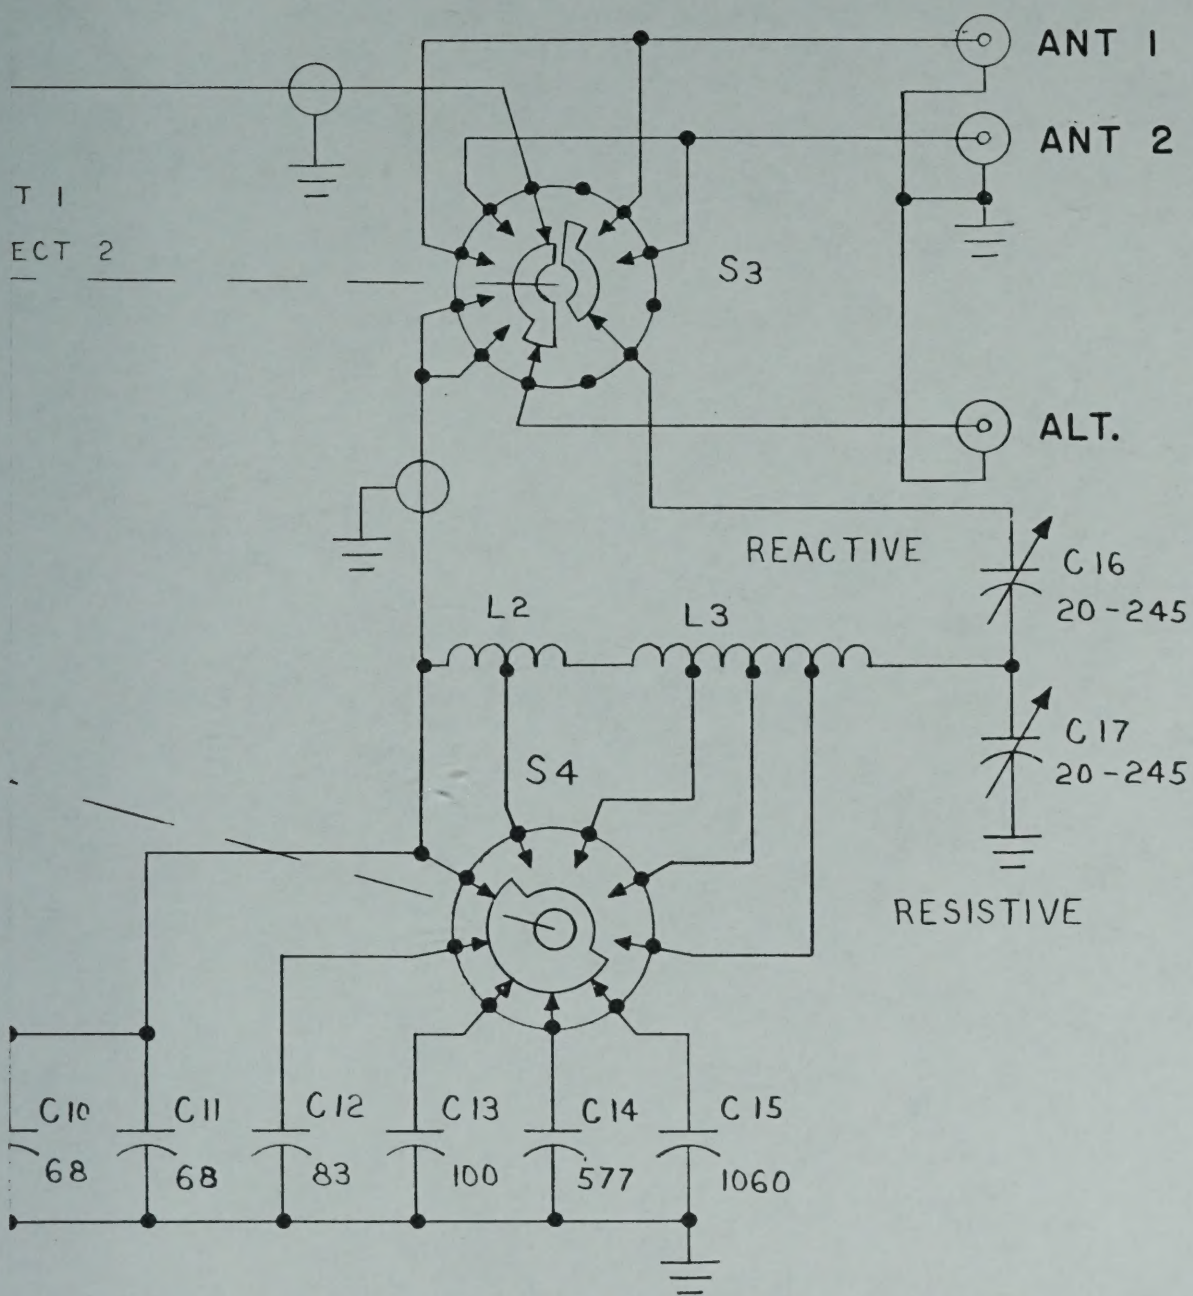 ANT 1
ANT 2
T 1
ECT 2
S3
ALT.
REACTIVE
C16
20-245
L2
L3
C17
20-245
S4
RESISTIVE
C10
68
C11
68
C12
83
C13
100
C14
577
C15
1060